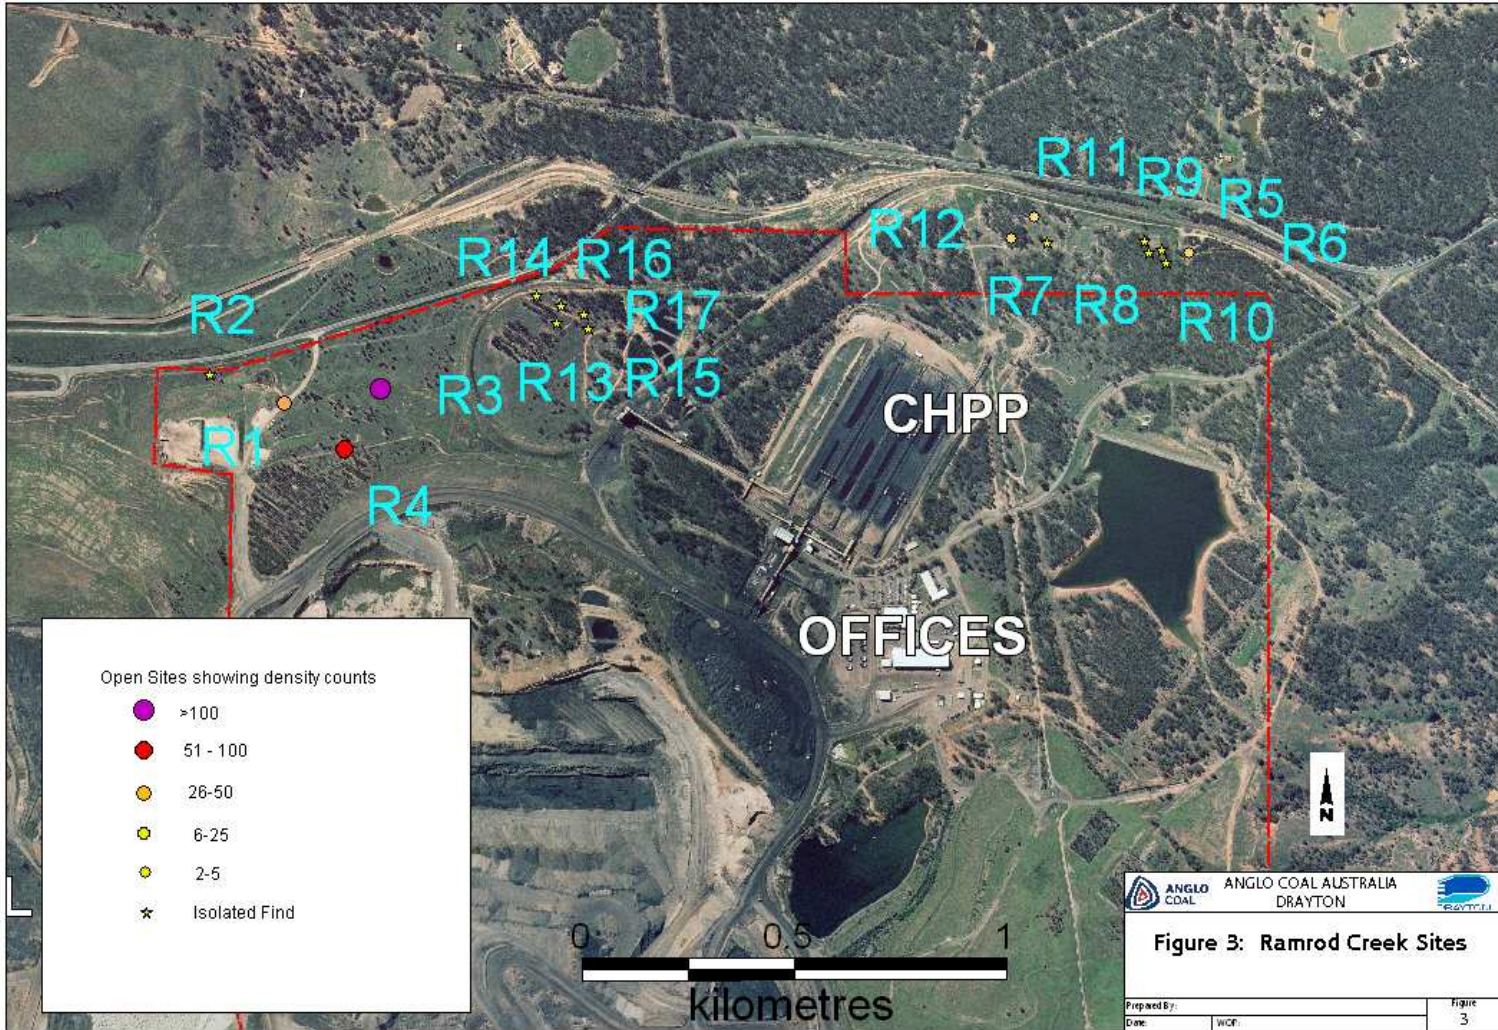 R11
R9
R5
R12
R6
R14
R16
R2
R17
R7
R8
R10
R3
R13
R15
CHPP
R1
R4
OFFICES
Open Sites showing density counts
>100
51 - 100
26-50
6-25
2-5
Isolated Find
N
0 0.5 1
kilometres
ANGLO
COAL
ANGLO COAL AUSTRALIA
DRAYTON
DRAYTON
Figure 3: Ramrod Creek Sites
Prepared By:
Figure
3
Date:
WOP: